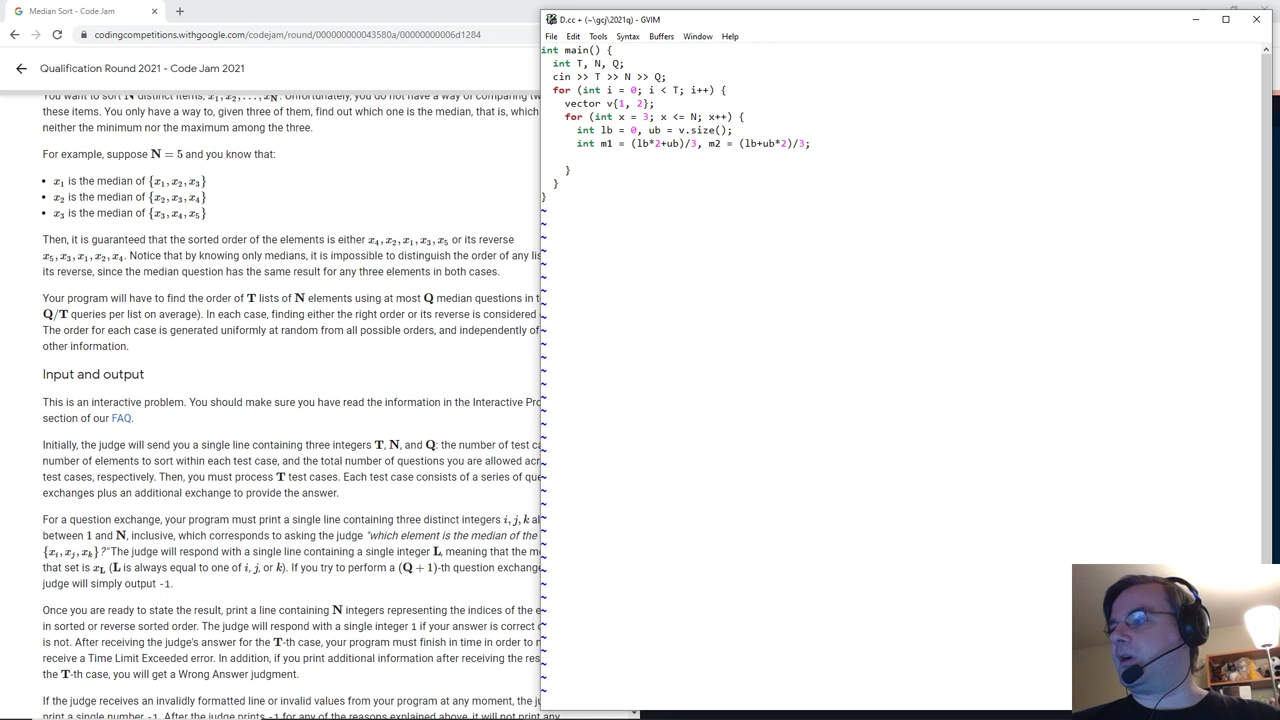 Median Sort - Code Jam
codingcompetitions.withgoogle.com/codejam/round/000000000043580a/00000000006d1284
Qualification Round 2021 - Code Jam 2021
these items. You only have a way to, given three of them, find out which one is the median, that is, which
neither the minimum nor the maximum among the three.
For example, suppose N = 5 and you know that:
• x1 is the median of {x1, x2, x3}
• x2 is the median of {x2, x3, x4}
• x3 is the median of {x3, x4, x5}
Then, it is guaranteed that the sorted order of the elements is either x4, x2, x1, x3, x5 or its reverse
x5, x3, x1, x2, x4. Notice that by knowing only medians, it is impossible to distinguish the order of any lis
its reverse, since the median question has the same result for any three elements in both cases.
Your program will have to find the order of T lists of N elements using at most Q median questions in t
Q/T queries per list on average). In each case, finding either the right order or its reverse is considered
The order for each case is generated uniformly at random from all possible orders, and independently of
other information.
Input and output
This is an interactive problem. You should make sure you have read the information in the Interactive Pro
section of our FAQ.
Initially, the judge will send you a single line containing three integers T, N, and Q: the number of test ca
number of elements to sort within each test case, and the total number of questions you are allowed acr
test cases, respectively. Then, you must process T test cases. Each test case consists of a series of que
exchanges plus an additional exchange to provide the answer.
For a question exchange, your program must print a single line containing three distinct integers i, j, k al
between 1 and N, inclusive, which corresponds to asking the judge "which element is the median of the
{xi, xj, xk}?" The judge will respond with a single line containing a single integer L, meaning that the m
that set is xL (L is always equal to one of i, j, or k). If you try to perform a (Q + 1)-th question exchange
judge will simply output -1.
Once you are ready to state the result, print a line containing N integers representing the indices of the e
in sorted or reverse sorted order. The judge will respond with a single integer 1 if your answer is correct o
is not. After receiving the judge's answer for the T-th case, your program must finish in time in order to n
receive a Time Limit Exceeded error. In addition, if you print additional information after receiving the res
the T-th case, you will get a Wrong Answer judgment.
If the judge receives an invalidly formatted line or invalid values from your program at any moment, the j
print a single number -1. After the judge prints -1 for any of the reasons explained above, it will not print any
D.cc + (~\gcj\2021q) - GVIM
File Edit Tools Syntax Buffers Window Help
int main() {
int T, N, Q;
cin >> T >> N >> Q;
for (int i = 0; i < T; i++) {
vector v{1, 2};
for (int x = 3; x <= N; x++) {
int lb = 0, ub = v.size();
int m1 = (lb*2+ub)/3, m2 = (lb+ub*2)/3;
}
}
}